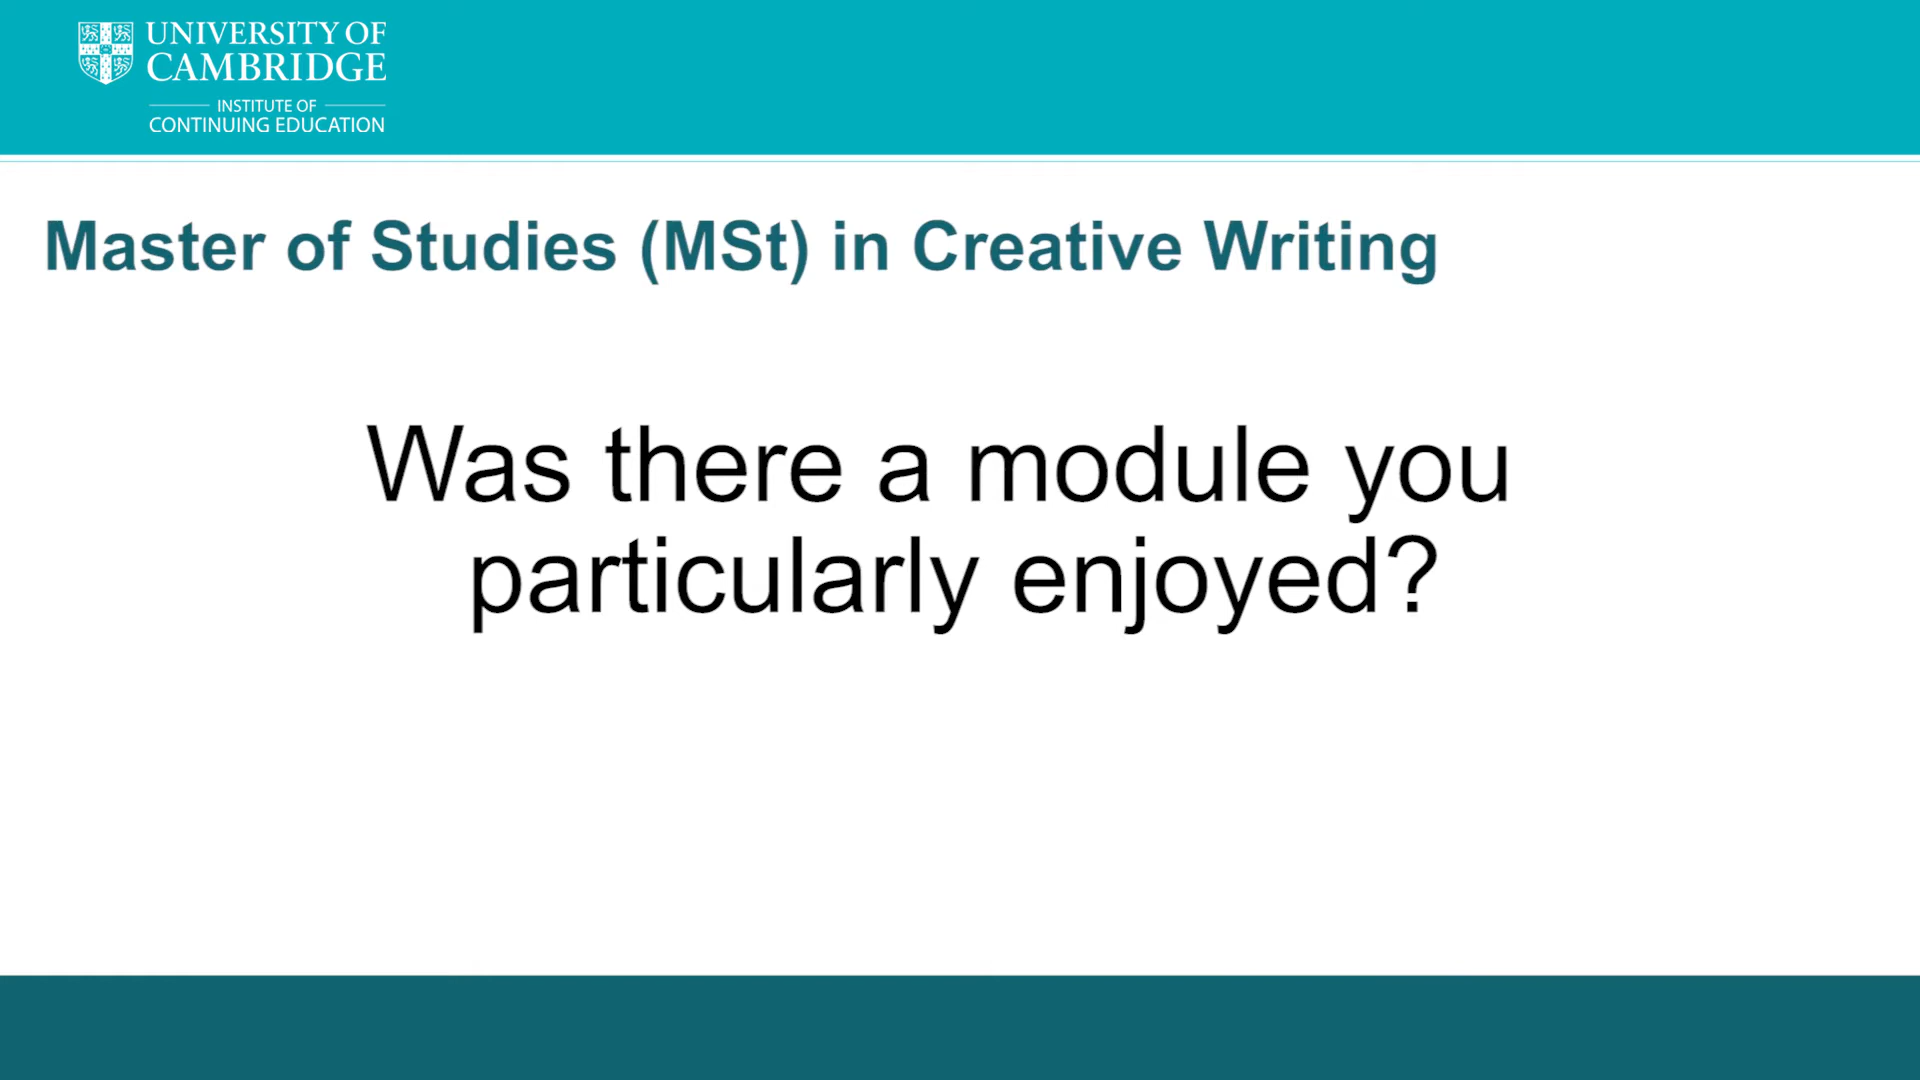 UNIVERSITY OF
CAMBRIDGE
INSTITUTE OF
CONTINUING EDUCATION
Master of Studies (MSt) in Creative Writing
Was there a module you
particularly enjoyed?